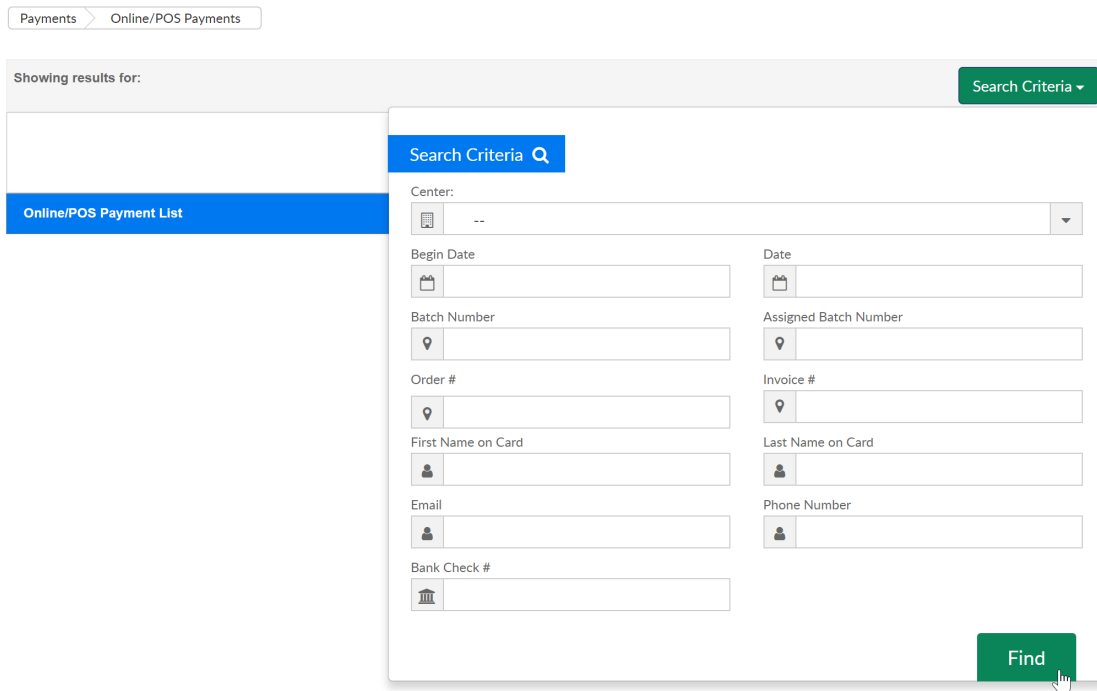 Payments Online/POS Payments
Showing results for:
Search Criteria
Search Criteria
Center:
--
Online/POS Payment List
Begin Date Date
Batch Number Assigned Batch Number
Order # Invoice #
First Name on Card Last Name on Card
Email Phone Number
Bank Check #
Find